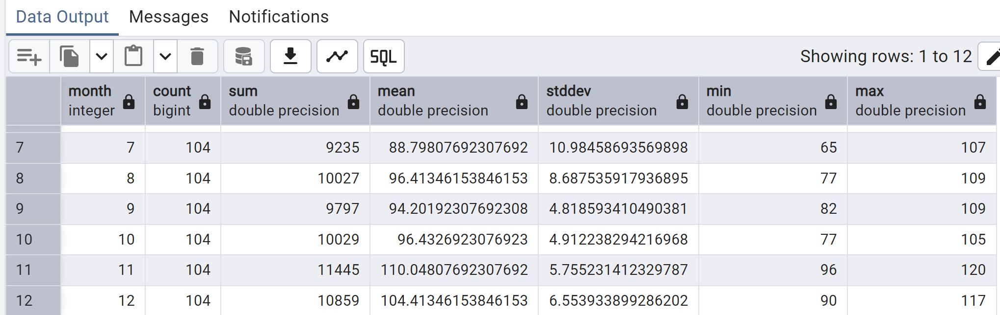 Data Output Messages Notifications
SQL Showing rows: 1 to 12
month count sum mean stddev min max
integer bigint double precision double precision double precision double precision double precision
7 7 104 9235 88.79807692307692 10.98458693569898 65 107
8 8 104 10027 96.41346153846153 8.687535917936895 77 109
9 9 104 9797 94.20192307692308 4.818593410490381 82 109
10 10 104 10029 96.4326923076923 4.912238294216968 77 105
11 11 104 11445 110.04807692307692 5.755231412329787 96 120
12 12 104 10859 104.41346153846153 6.553933899286202 90 117